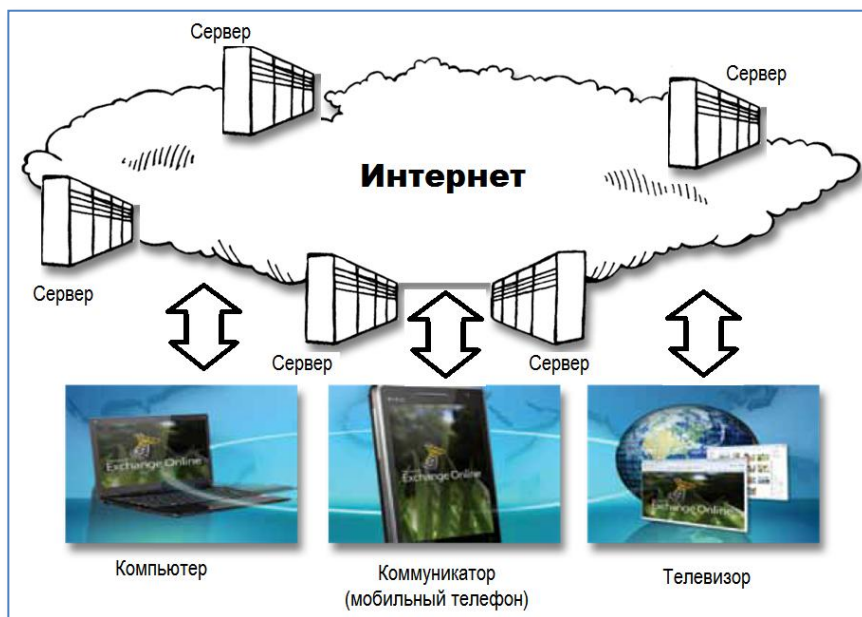 Сервер
Сервер
Интернет
Сервер
Сервер
Сервер
Exchange Online
Exchange Online
Exchange Online
Компьютер
Коммуникатор
(мобильный телефон)
Телевизор